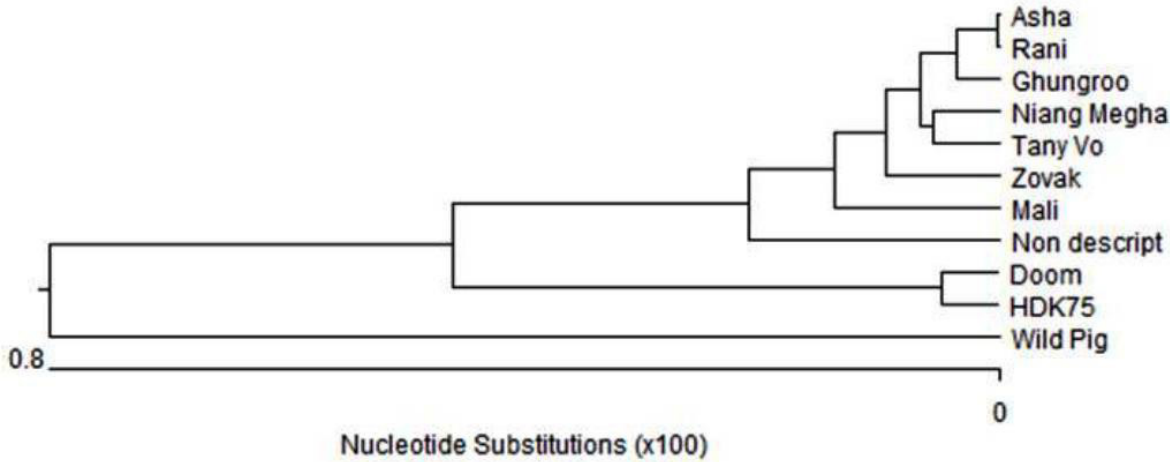 Asha
Rani
Ghungroo
Niang Megha
Tany Vo
Zovak
Mali
Non descript
Doom
HDK75
Wild Pig
0.8
0
Nucleotide Substitutions (x100)